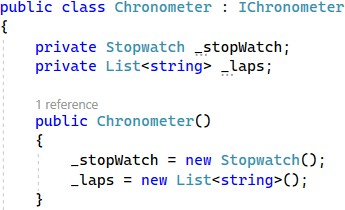 public class Chronometer : IChronometer
{
private Stopwatch _stopWatch;
private List<string> _laps;
1 reference
public Chronometer()
{
_stopWatch = new Stopwatch();
_laps = new List<string>();
}